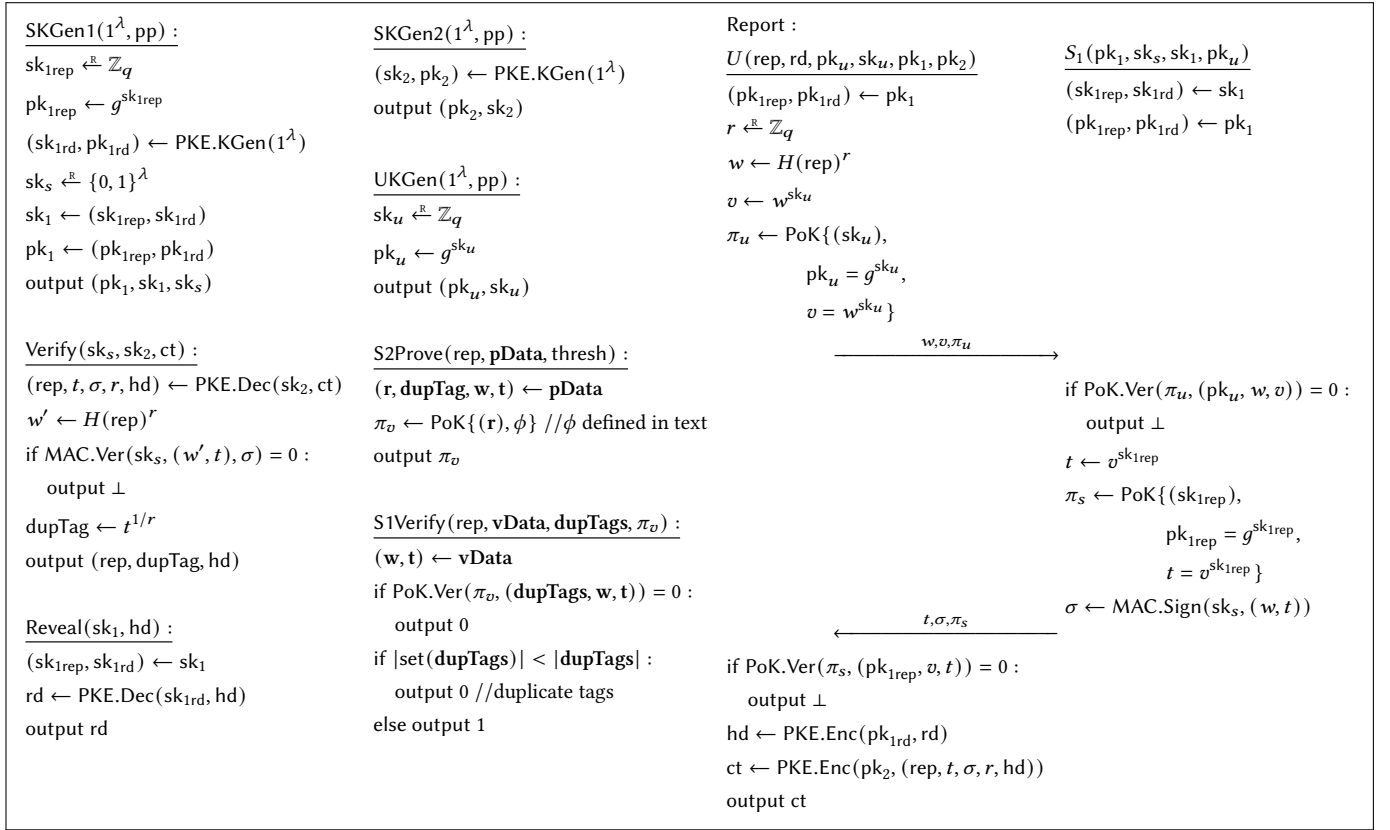 SKGen1(1^λ, pp) :
sk_1rep ←^R ℤ_q
pk_1rep ← g^sk_1rep
(sk_1rd, pk_1rd) ← PKE.KGen(1^λ)
sk_s ←^R {0, 1}^λ
sk_1 ← (sk_1rep, sk_1rd)
pk_1 ← (pk_1rep, pk_1rd)
output (pk_1, sk_1, sk_s)
Verify(sk_s, sk_2, ct) :
(rep, t, σ, r, hd) ← PKE.Dec(sk_2, ct)
w′ ← H(rep)^r
if MAC.Ver(sk_s, (w′, t), σ) = 0 :
output ⊥
dupTag ← t^1/r
output (rep, dupTag, hd)
Reveal(sk_1, hd) :
(sk_1rep, sk_1rd) ← sk_1
rd ← PKE.Dec(sk_1rd, hd)
output rd
SKGen2(1^λ, pp) :
(sk_2, pk_2) ← PKE.KGen(1^λ)
output (pk_2, sk_2)
UKGen(1^λ, pp) :
sk_u ←^R ℤ_q
pk_u ← g^sk_u
output (pk_u, sk_u)
S2Prove(rep, pData, thresh) :
(r, dupTag, w, t) ← pData
π_v ← PoK{(r), ϕ} //ϕ defined in text
output π_v
S1Verify(rep, vData, dupTags, π_v) :
(w, t) ← vData
if PoK.Ver(π_v, (dupTags, w, t)) = 0 :
output 0
if |set(dupTags)| < |dupTags| :
output 0 //duplicate tags
else output 1
Report :
U(rep, rd, pk_u, sk_u, pk_1, pk_2)
(pk_1rep, pk_1rd) ← pk_1
r ←^R ℤ_q
w ← H(rep)^r
v ← w^sk_u
π_u ← PoK{(sk_u),
pk_u = g^sk_u,
v = w^sk_u}
S_1(pk_1, sk_s, sk_1, pk_u)
(sk_1rep, sk_1rd) ← sk_1
(pk_1rep, pk_1rd) ← pk_1
w,v,π_u
if PoK.Ver(π_u, (pk_u, w, v)) = 0 :
output ⊥
t ← v^sk_1rep
π_s ← PoK{(sk_1rep),
pk_1rep = g^sk_1rep,
t = v^sk_1rep}
σ ← MAC.Sign(sk_s, (w, t))
t,σ,π_s
if PoK.Ver(π_s, (pk_1rep, v, t)) = 0 :
output ⊥
hd ← PKE.Enc(pk_1rd, rd)
ct ← PKE.Enc(pk_2, (rep, t, σ, r, hd))
output ct